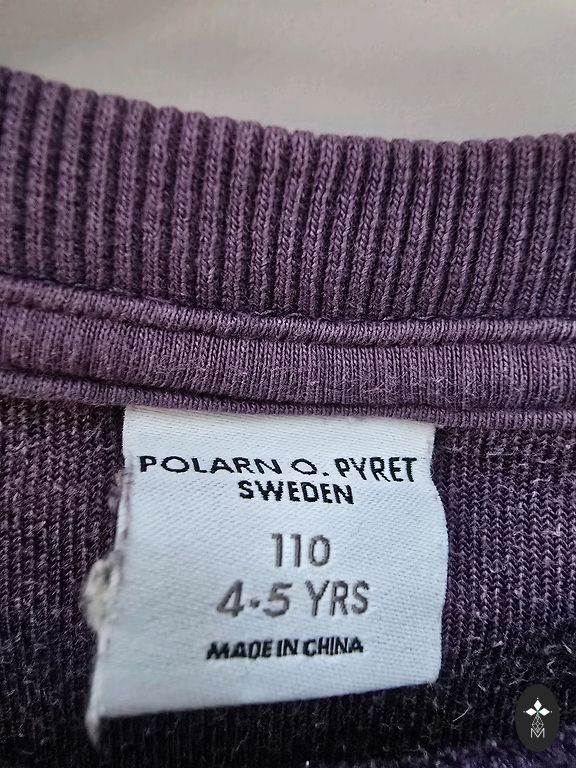 POLARN O. PYRET
SWEDEN
110
4-5 YRS
MADE IN CHINA